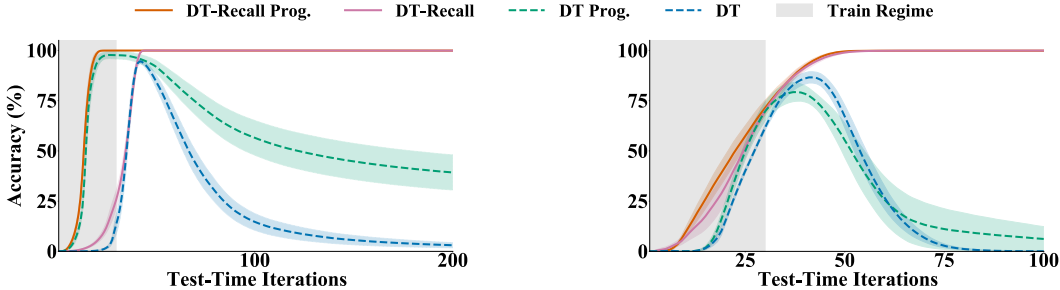 DT-Recall Prog. DT-Recall DT Prog. DT Train Regime
Accuracy (%)
100
75
50
25
0
100 200
Test-Time Iterations
100
75
50
25
0
25 50 75 100
Test-Time Iterations